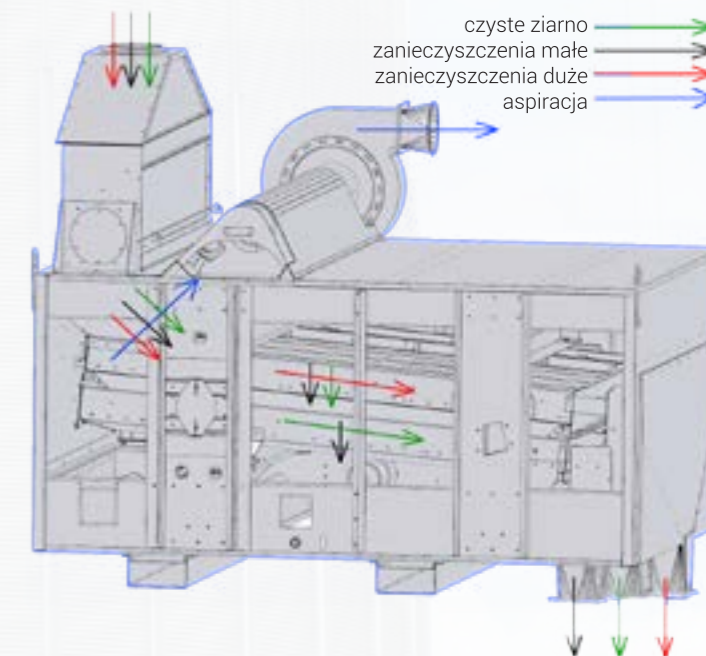 czyste ziarno
zanieczyszczenia małe
zanieczyszczenia duże
aspiracja